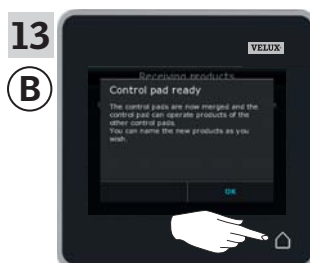 13
B
VELUX
Receiving products
Control pad ready
The control pads are now merged and the
control pad can operate products of the
other control pads.
You can name the new products as you
wish.
OK